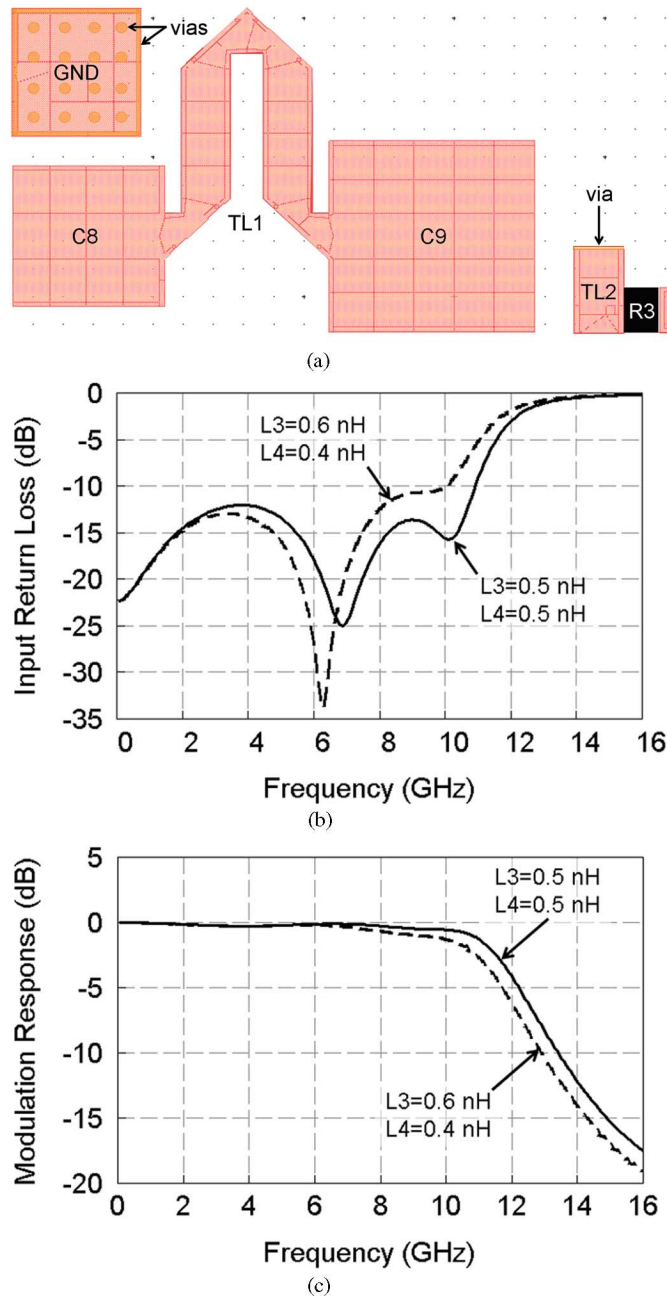 vias
GND
via
C8
TL1
C9
TL2
R3
(a)
0
-5
-10
-15
-20
-25
-30
-35
Input Return Loss (dB)
L3=0.6 nH
L4=0.4 nH
L3=0.5 nH
L4=0.5 nH
0 2 4 6 8 10 12 14 16
Frequency (GHz)
(b)
5
0
-5
-10
-15
-20
Modulation Response (dB)
L3=0.5 nH
L4=0.5 nH
L3=0.6 nH
L4=0.4 nH
0 2 4 6 8 10 12 14 16
Frequency (GHz)
(c)